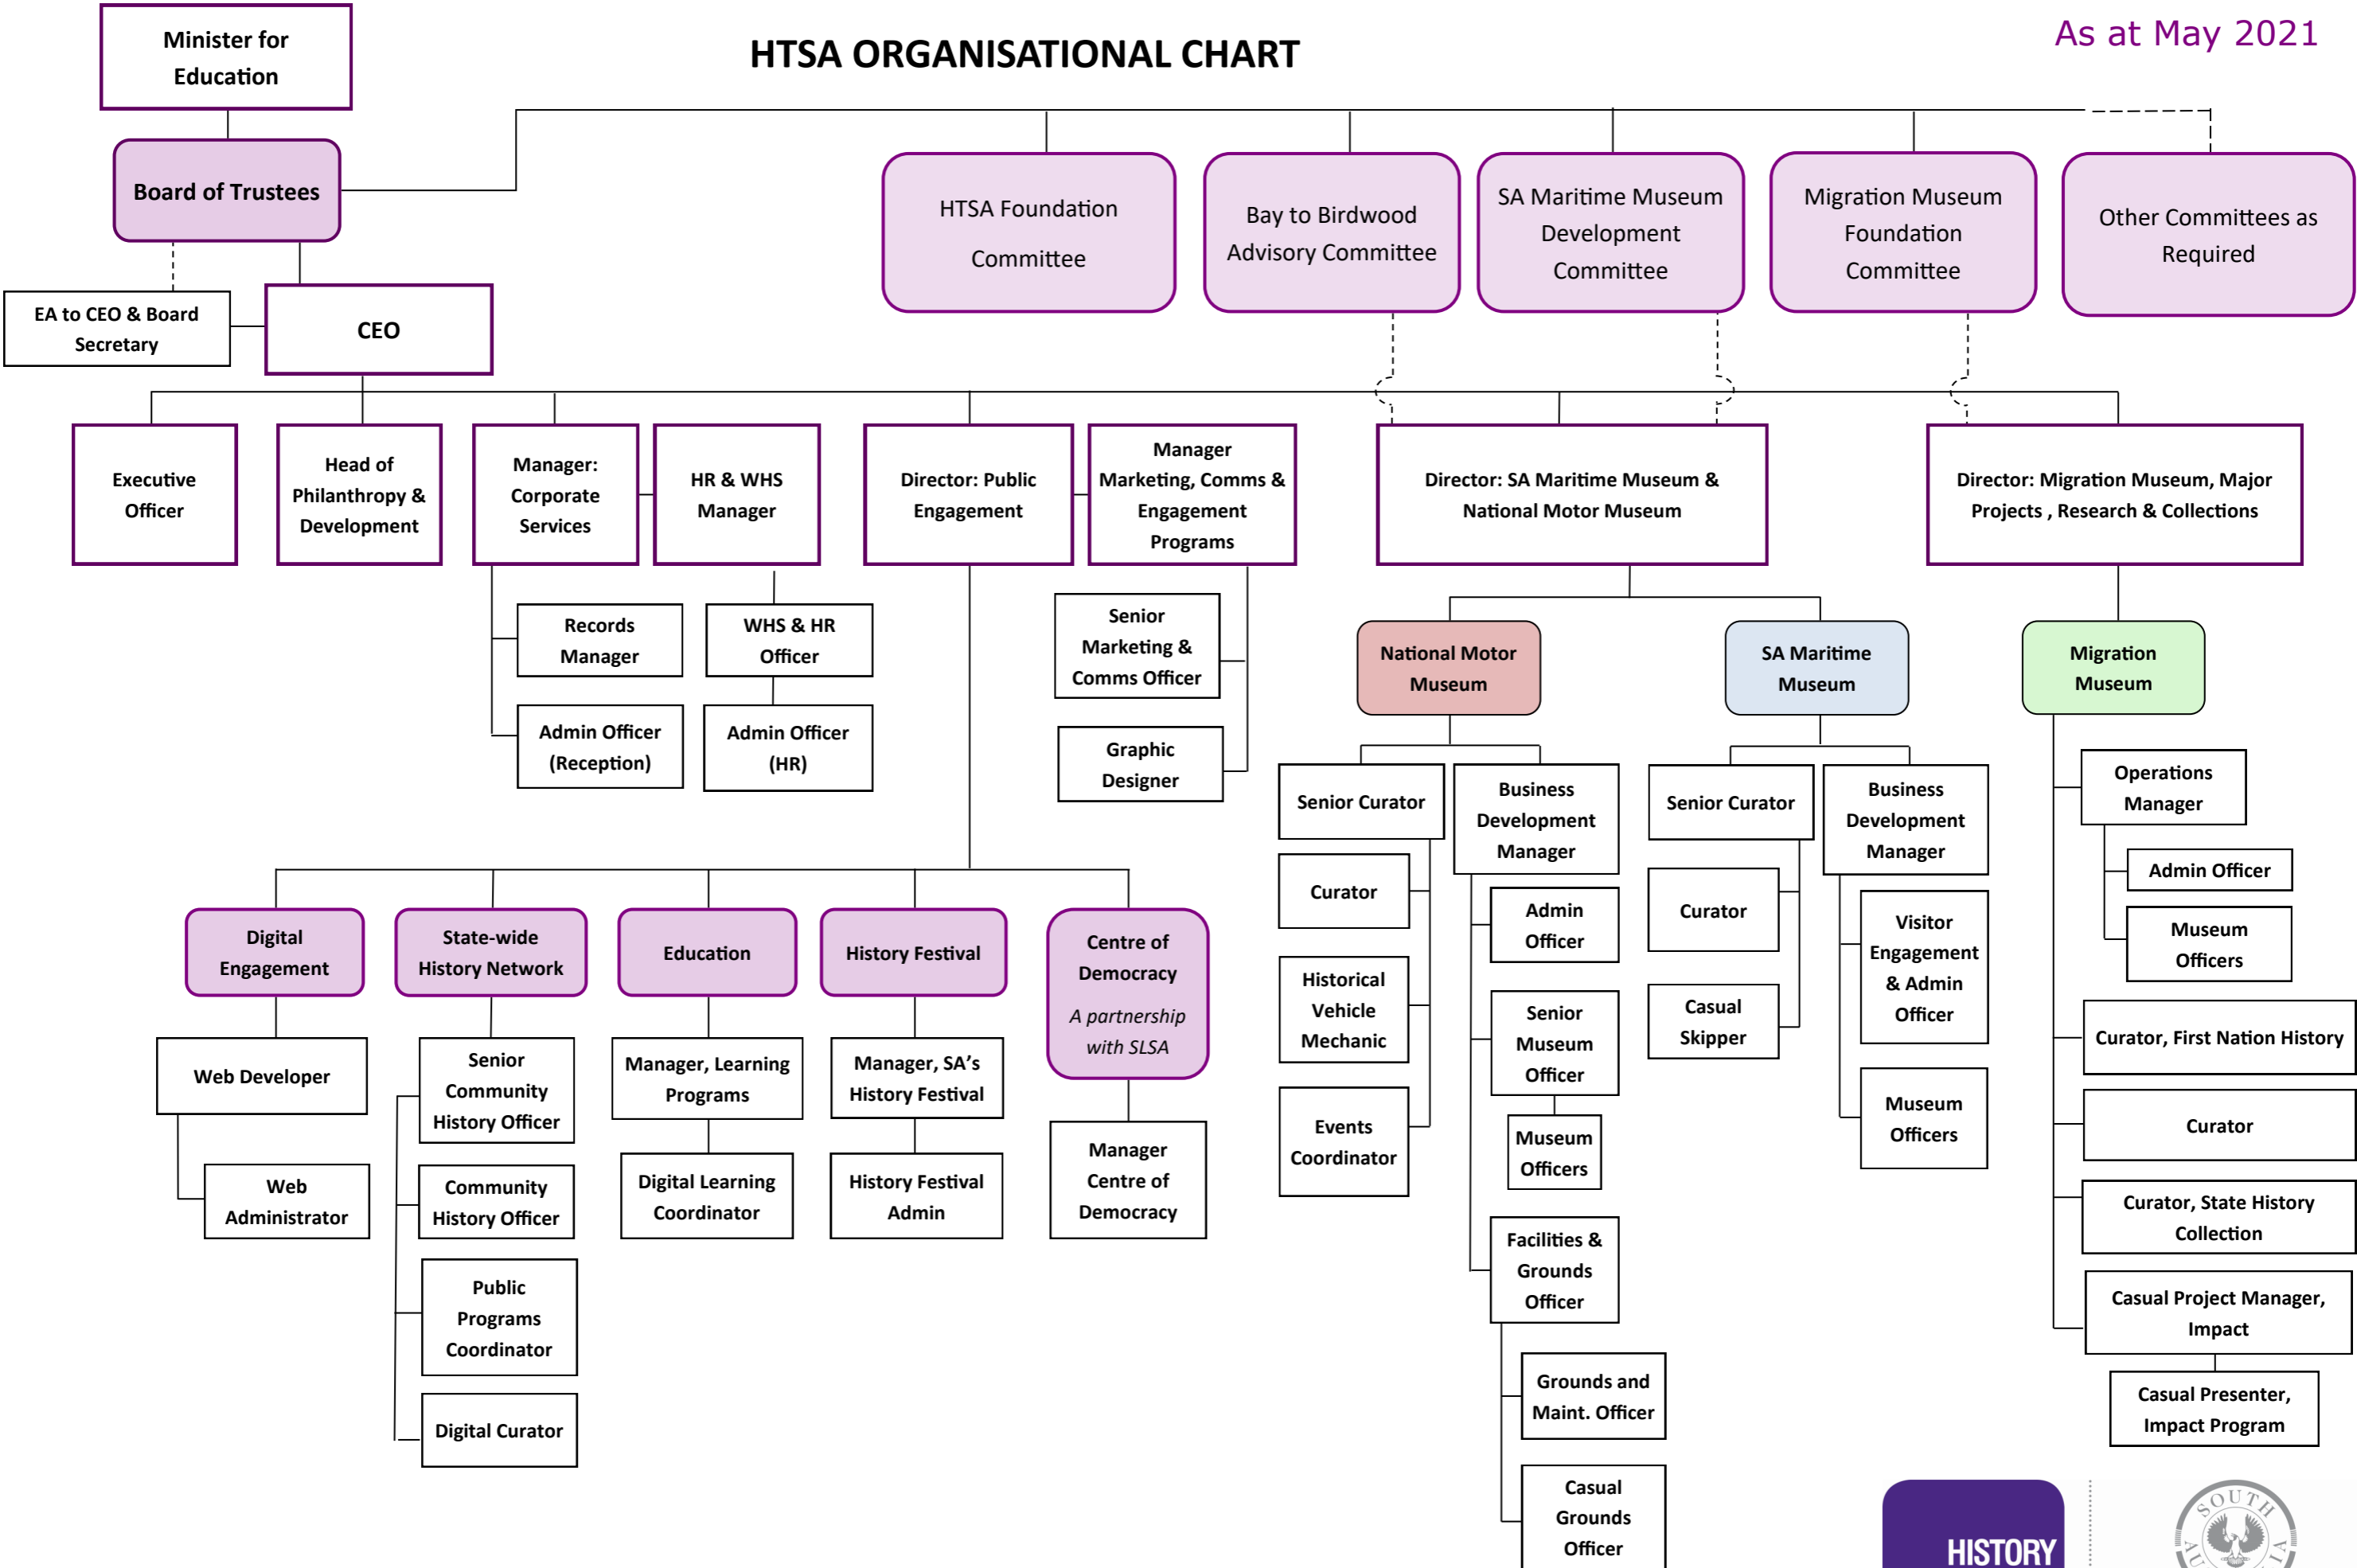 As at May 2021
HTSA ORGANISATIONAL CHART
Minister for
Education
Board of Trustees
HTSA Foundation
Committee
Bay to Birdwood
Advisory Committee
SA Maritime Museum
Development
Committee
Migration Museum
Foundation
Committee
Other Committees as
Required
EA to CEO & Board
Secretary
CEO
Executive
Officer
Head of
Philanthropy &
Development
Manager:
Corporate
Services
HR & WHS
Manager
Director: Public
Engagement
Manager
Marketing, Comms &
Engagement
Programs
Director: SA Maritime Museum &
National Motor Museum
Director: Migration Museum, Major
Projects , Research & Collections
Records
Manager
Admin Officer
(Reception)
WHS & HR
Officer
Admin Officer
(HR)
Senior
Marketing &
Comms Officer
Graphic
Designer
National Motor
Museum
SA Maritime
Museum
Migration
Museum
Senior Curator
Curator
Historical
Vehicle
Mechanic
Events
Coordinator
Business
Development
Manager
Admin
Officer
Senior
Museum
Officer
Museum
Officers
Facilities &
Grounds
Officer
Grounds and
Maint. Officer
Casual
Grounds
Officer
Senior Curator
Curator
Casual
Skipper
Business
Development
Manager
Visitor
Engagement
& Admin
Officer
Museum
Officers
Operations
Manager
Admin Officer
Museum
Officers
Curator, First Nation History
Curator
Curator, State History
Collection
Casual Project Manager,
Impact
Casual Presenter,
Impact Program
Digital
Engagement
Web Developer
Web
Administrator
State-wide
History Network
Senior
Community
History Officer
Community
History Officer
Public
Programs
Coordinator
Digital Curator
Education
Manager, Learning
Programs
Digital Learning
Coordinator
History Festival
Manager, SA’s
History Festival
History Festival
Admin
Centre of
Democracy
A partnership
with SLSA
Manager
Centre of
Democracy
HISTORY
SOUTH